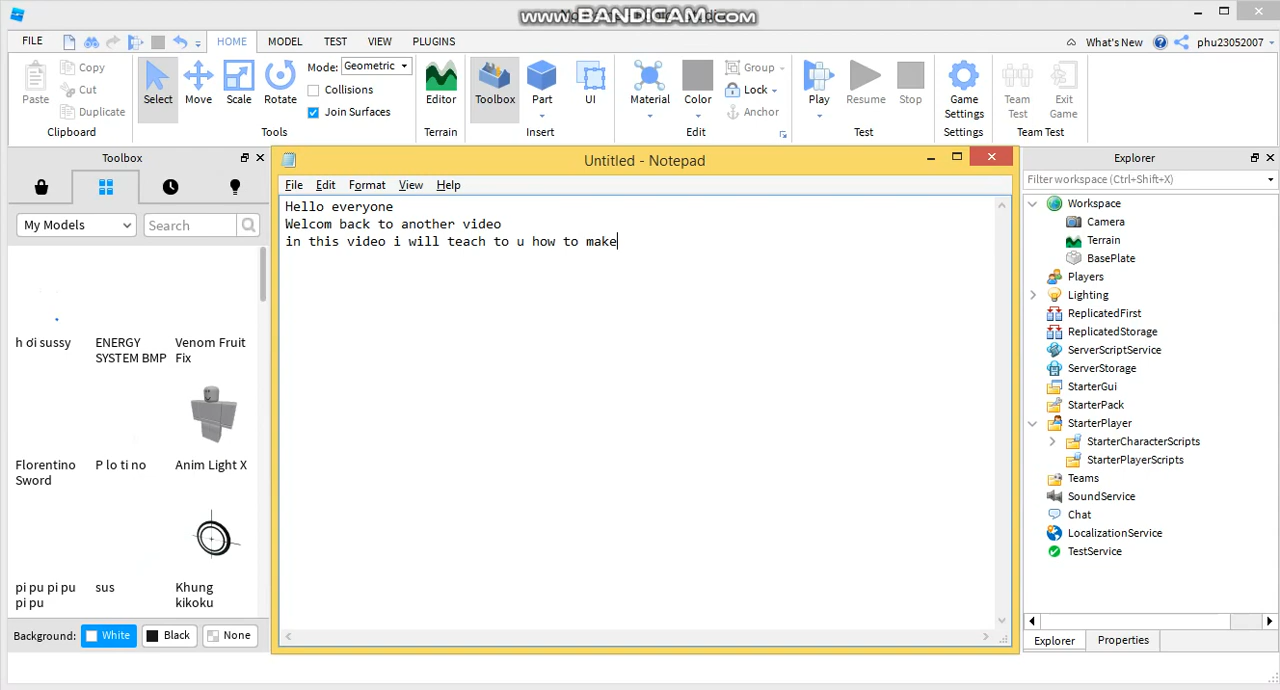 www.BANDICAM.com
FILE HOME MODEL TEST VIEW PLUGINS What's New phu23052007
Paste Copy Cut Duplicate Clipboard
Select Move Scale Rotate Mode: Geometric Collisions Join Surfaces Tools
Editor Terrain
Toolbox Part UI Insert
Material Color Group Lock Anchor Edit
Play Resume Stop Test
Game Settings Settings
Team Test Exit Game Team Test
Toolbox
My Models Search
h ơi sussy
ENERGY SYSTEM BMP
Venom Fruit Fix
Florentino Sword
P lo ti no
Anim Light X
pi pu pi pu pi pu
sus
Khung kikoku
Background: White Black None
Untitled - Notepad
File Edit Format View Help
Hello everyone
Welcom back to another video
in this video i will teach to u how to make
Explorer
Filter workspace (Ctrl+Shift+X)
Workspace
Camera
Terrain
BasePlate
Players
Lighting
ReplicatedFirst
ReplicatedStorage
ServerScriptService
ServerStorage
StarterGui
StarterPack
StarterPlayer
StarterCharacterScripts
StarterPlayerScripts
Teams
SoundService
Chat
LocalizationService
TestService
Explorer Properties